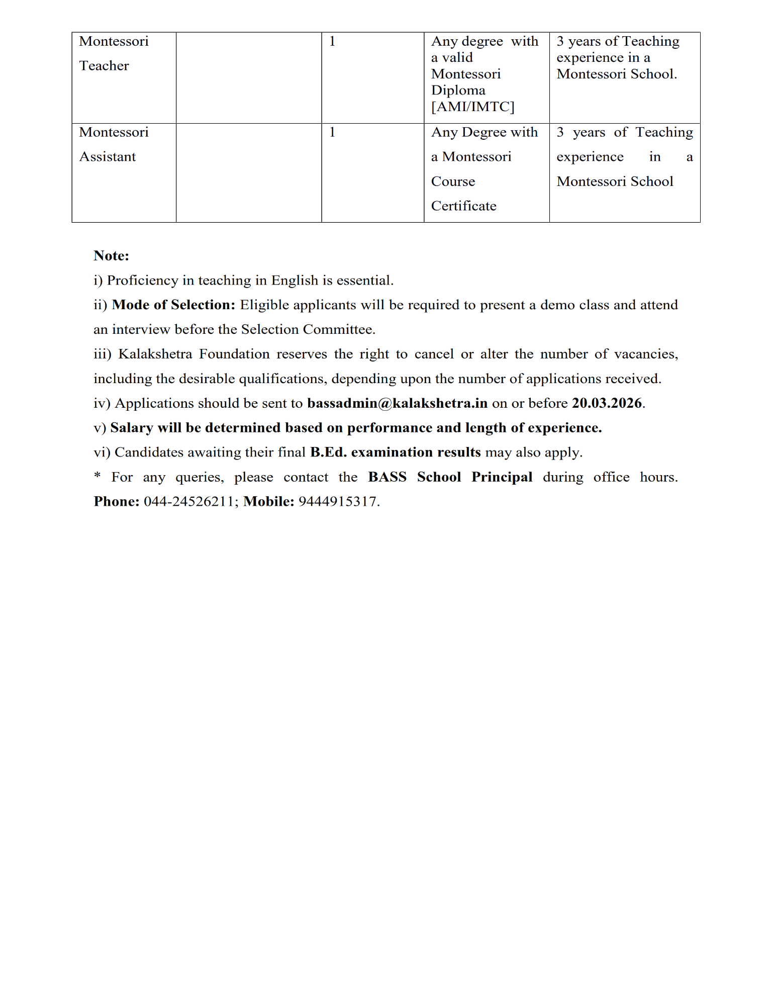 Montessori
Teacher
1
Any degree with
a valid
Montessori
Diploma
[AMI/IMTC]
3 years of Teaching
experience in a
Montessori School.
Montessori
Assistant
1
Any Degree with
a Montessori
Course
Certificate
3 years of Teaching
experience in a
Montessori School
Note:
i) Proficiency in teaching in English is essential.
ii) Mode of Selection: Eligible applicants will be required to present a demo class and attend
an interview before the Selection Committee.
iii) Kalakshetra Foundation reserves the right to cancel or alter the number of vacancies,
including the desirable qualifications, depending upon the number of applications received.
iv) Applications should be sent to bassadmin@kalakshetra.in on or before 20.03.2026.
v) Salary will be determined based on performance and length of experience.
vi) Candidates awaiting their final B.Ed. examination results may also apply.
* For any queries, please contact the BASS School Principal during office hours.
Phone: 044-24526211; Mobile: 9444915317.